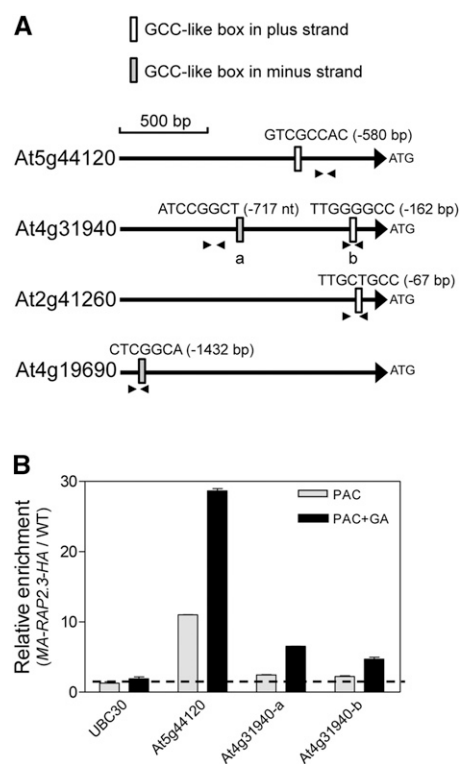 A
GCC-like box in plus strand
GCC-like box in minus strand
500 bp
GTCGCCAC (-580 bp)
At5g44120
ATG
ATCCGGCT (-717 nt) TTGGGGCC (-162 bp)
At4g31940
ATG
a
b
TTGCTGCC (-67 bp)
At2g41260
ATG
CTCGGCA (-1432 bp)
At4g19690
ATG
B
30
20
10
0
Relative enrichment
(MA-RAP2.3-HA / WT)
PAC
PAC+GA
UBC30
At5g44120
At4g31940-a
At4g31940-b